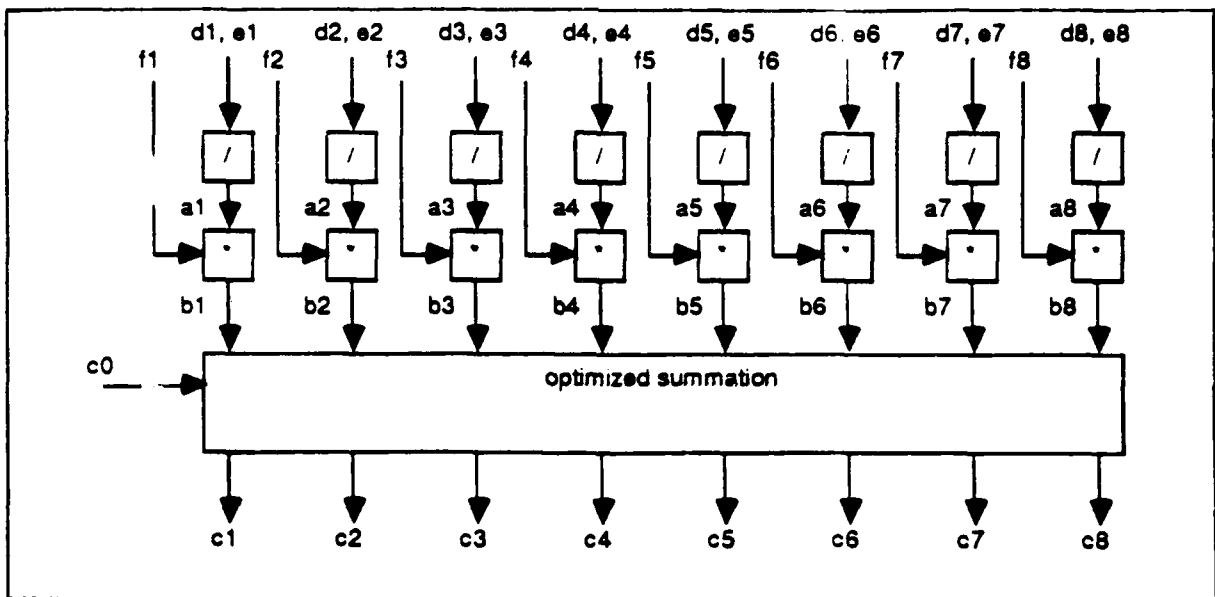 d1, e1 d2, e2 d3, e3 d4, e4 d5, e5 d6, e6 d7, e7 d8, e8
f1 f2 f3 f4 f5 f6 f7 f8
/ / / / / / / /
a1 a2 a3 a4 a5 a6 a7 a8
* * * * * * * *
b1 b2 b3 b4 b5 b6 b7 b8
c0
optimized summation
c1 c2 c3 c4 c5 c6 c7 c8